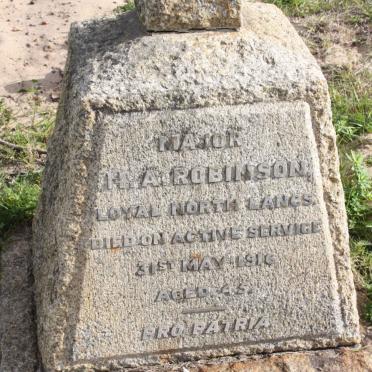 MAJOR
H. A. ROBINSON
LOYAL NORTH LANCS
DIED ON ACTIVE SERVICE
31ST MAY 1916
AGED 43.
PRO PATRIA